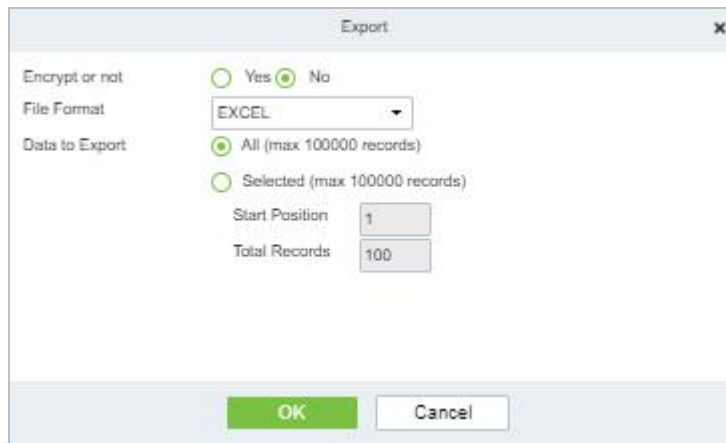 Export
Encrypt or not Yes No
File Format EXCEL
Data to Export All (max 100000 records)
Selected (max 100000 records)
Start Position 1
Total Records 100
OK Cancel